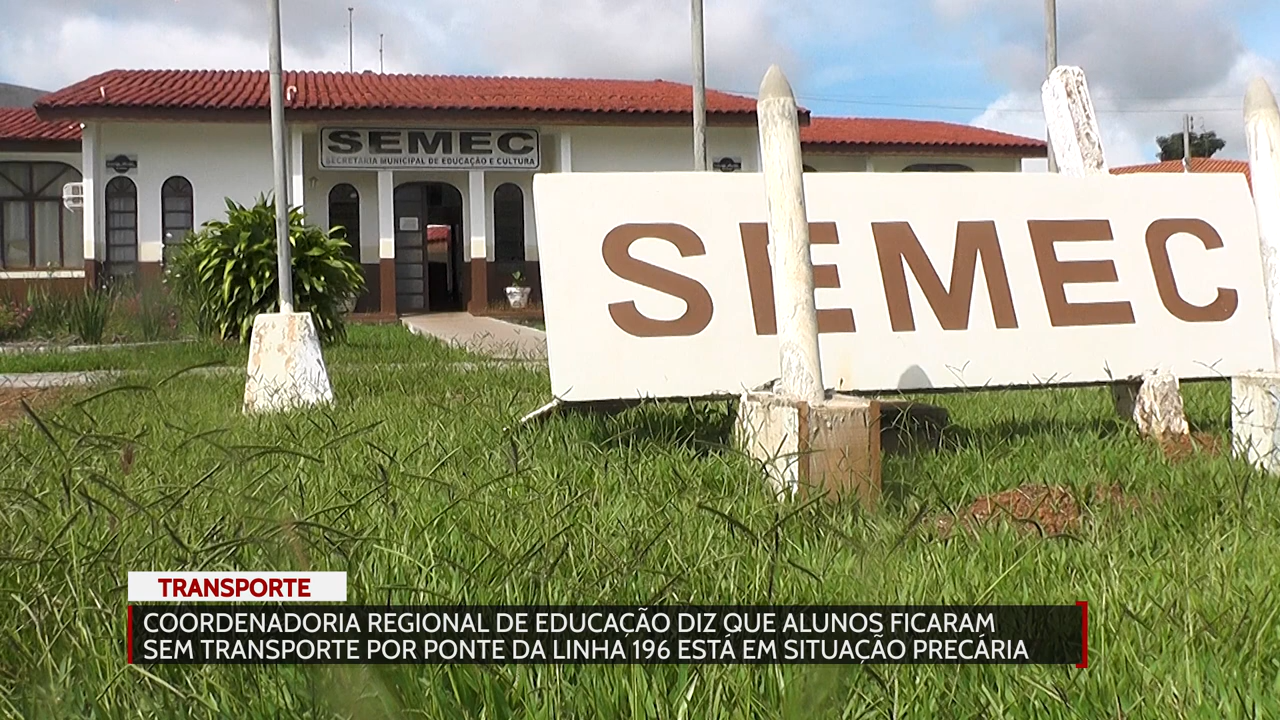 SEMEC
SECRETARIA MUNICIPAL DE EDUCAÇÃO E CULTURA
SEMEC
TRANSPORTE
COORDENADORIA REGIONAL DE EDUCAÇÃO DIZ QUE ALUNOS FICARAM
SEM TRANSPORTE POR PONTE DA LINHA 196 ESTÁ EM SITUAÇÃO PRECÁRIA